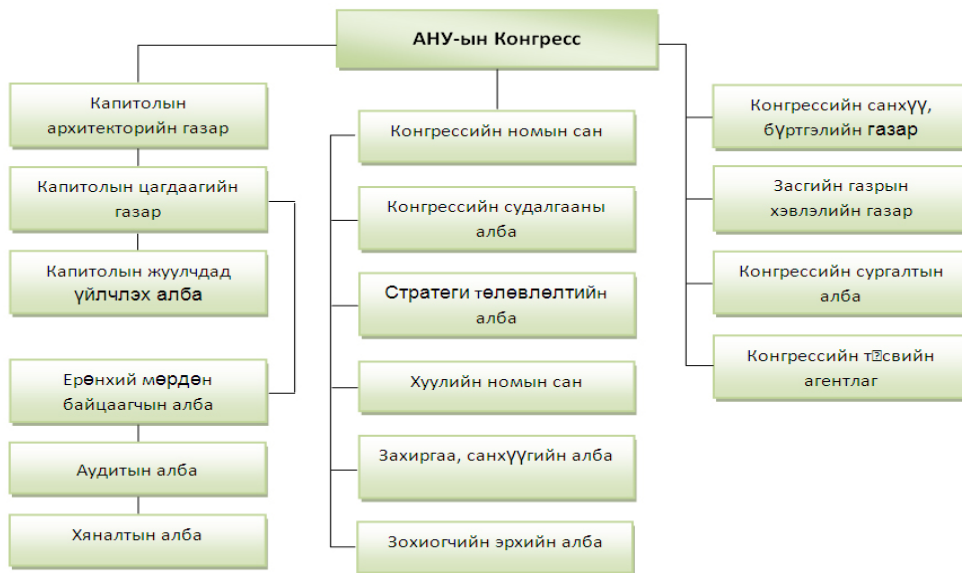 АНУ-ын Конгресс
Капитолын
архитекторийн газар
Капитолын цагдаагийн
газар
Капитолын жуулчдад
үйлчлэх алба
Ерөнхий мөрдөн
байцаагчын алба
Аудитын алба
Хяналтын алба
Конгрессийн номын сан
Конгрессийн судалгааны
алба
Стратеги төлөвлөлтийн
алба
Хуулийн номын сан
Захиргаа, санхүүгийн алба
Зохиогчийн эрхийн алба
Конгрессийн санхүү,
бүртгэлийн газар
Засгийн газрын
хэвлэлийн газар
Конгрессийн сургалтын
алба
Конгрессийн т�свийн
агентлаг